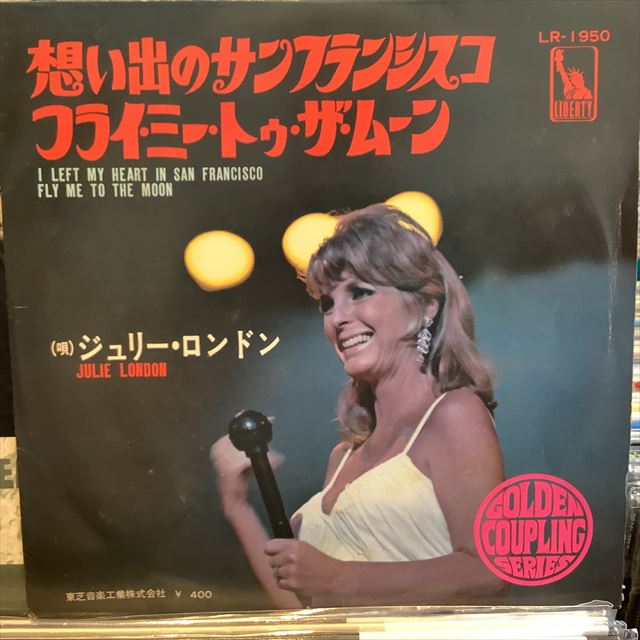 LR-1950
想い出のサンフランシスコ
フライ・ミー・トゥ・ザ・ムーン
I LEFT MY HEART IN SAN FRANCISCO
FLY ME TO THE MOON
LIBERTY
(唄)ジュリー・ロンドン
JULIE LONDON
GOLDEN
COUPLING
SERIES
東芝音楽工業株式会社 ¥ 400